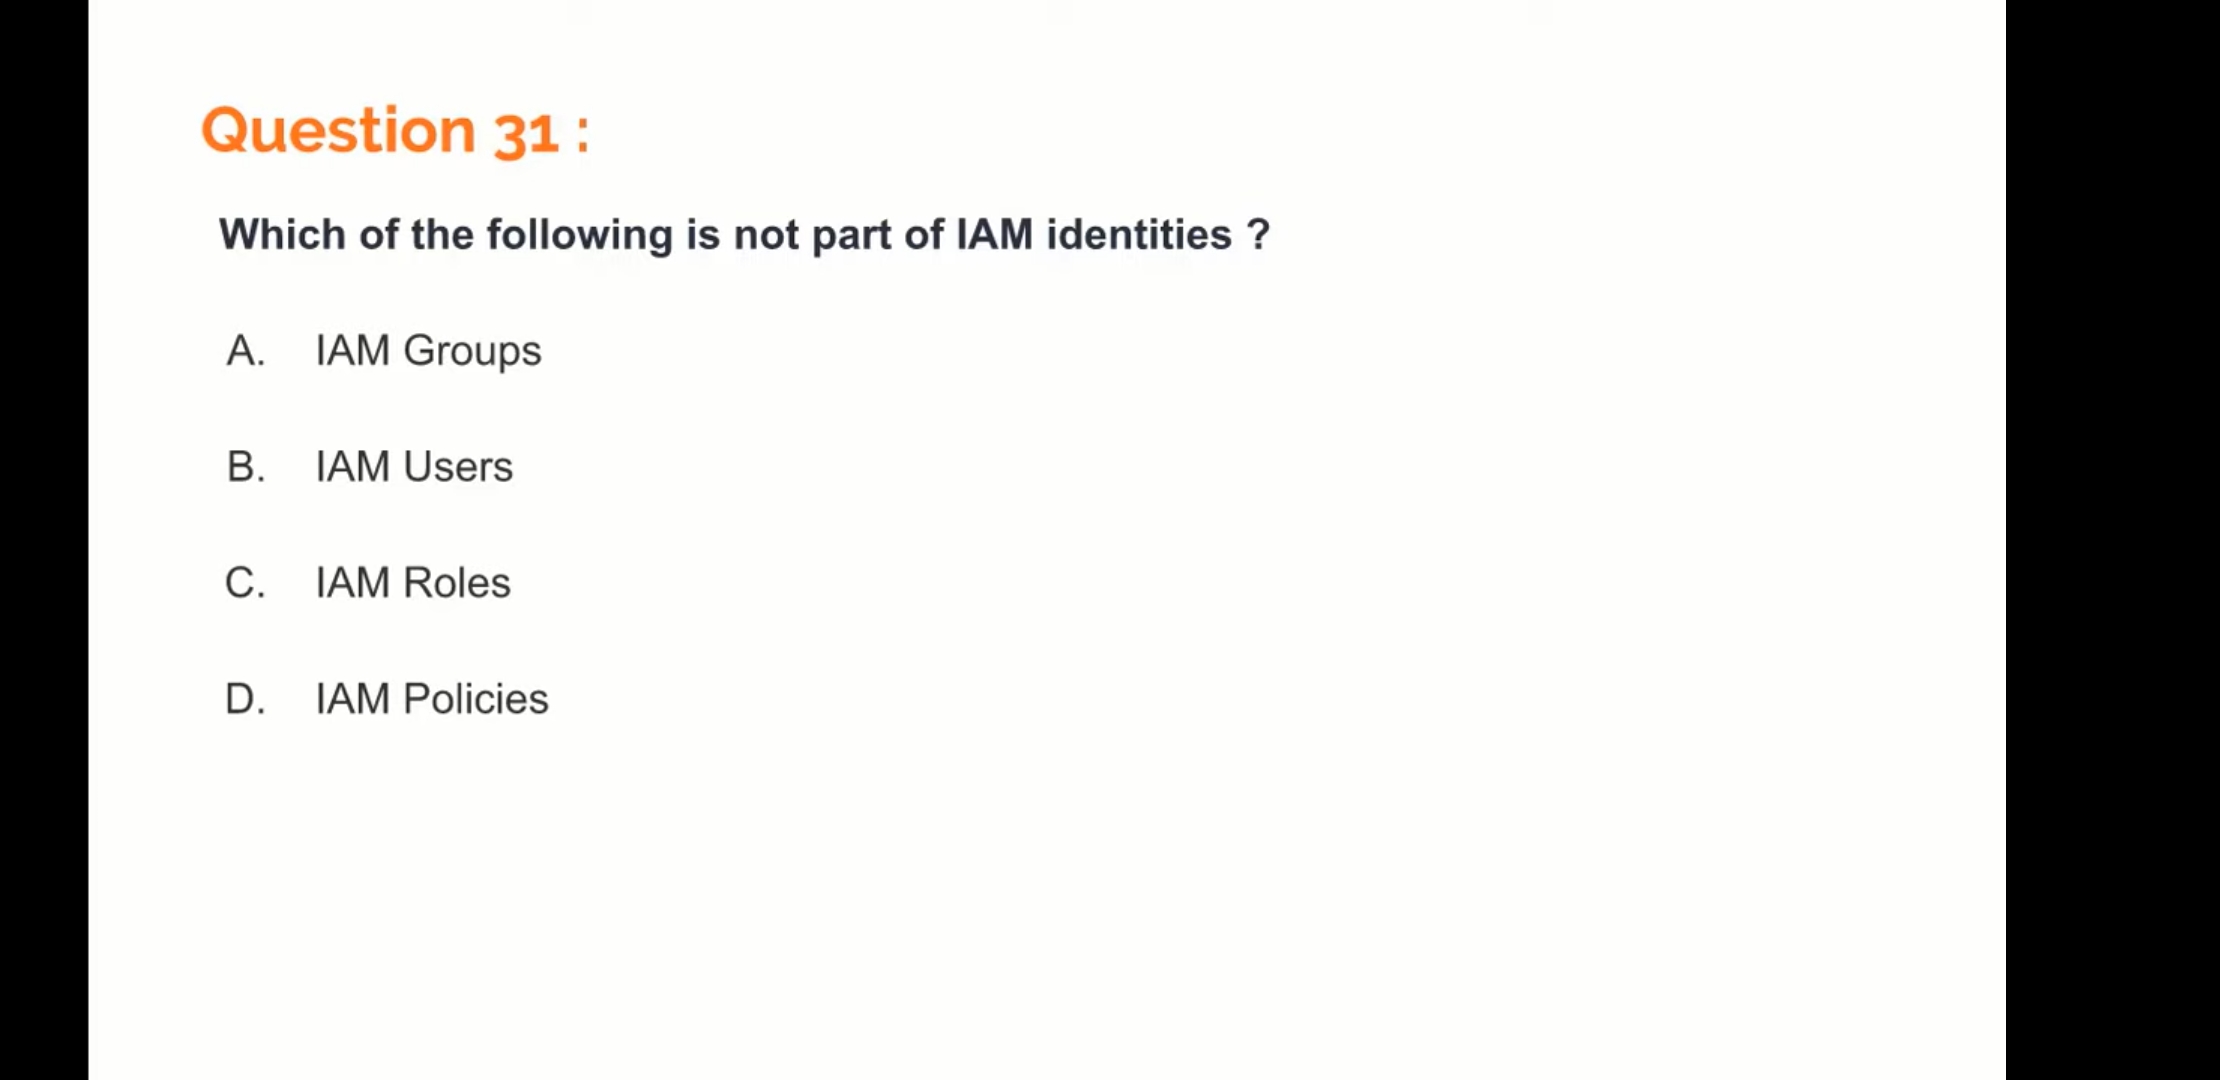 Question 31 :
Which of the following is not part of IAM identities ?
A. IAM Groups
B. IAM Users
C. IAM Roles
D. IAM Policies